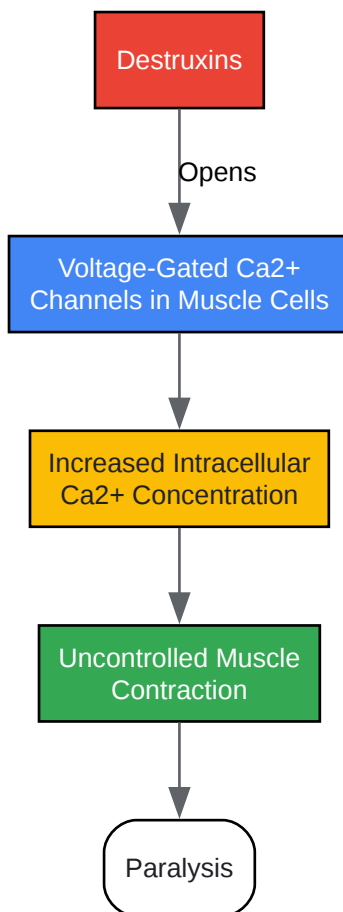 Destruxins
Opens
Voltage-Gated Ca2+
Channels in Muscle Cells
Increased Intracellular
Ca2+ Concentration
Uncontrolled Muscle
Contraction
Paralysis